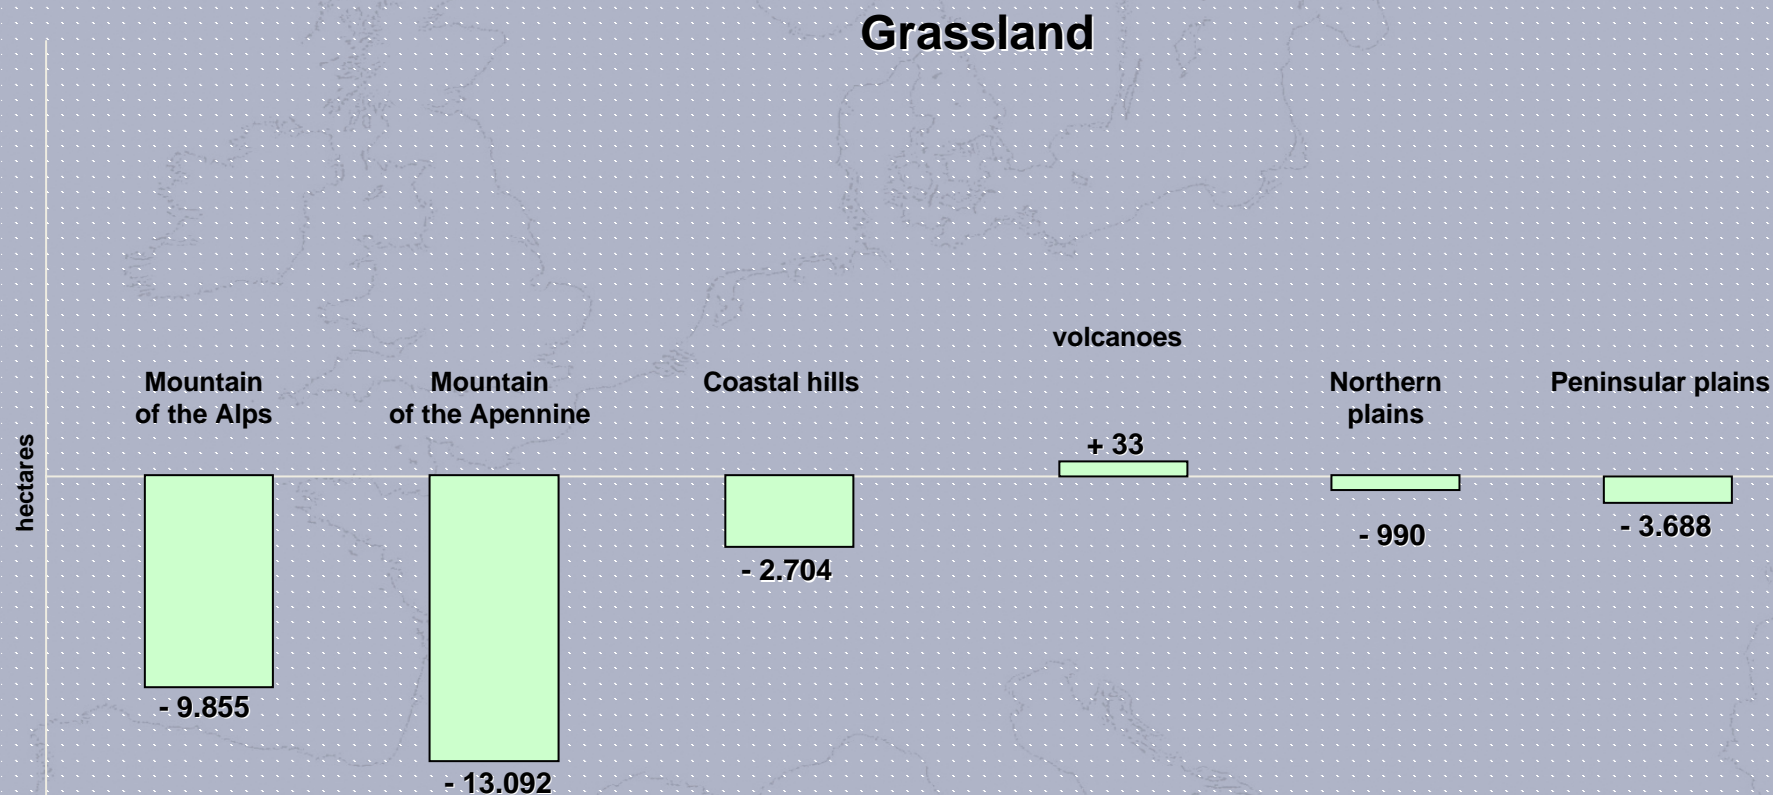 Grassland
hectares
volcanoes
Mountain
of the Alps
Mountain
of the Apennine
Coastal hills
Northern
plains
Peninsular plains
+ 33
- 990
- 3.688
- 2.704
- 9.855
- 13.092